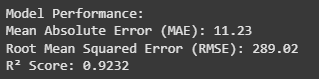 Model Performance:
Mean Absolute Error (MAE): 11.23
Root Mean Squared Error (RMSE): 289.02
R² Score: 0.9232